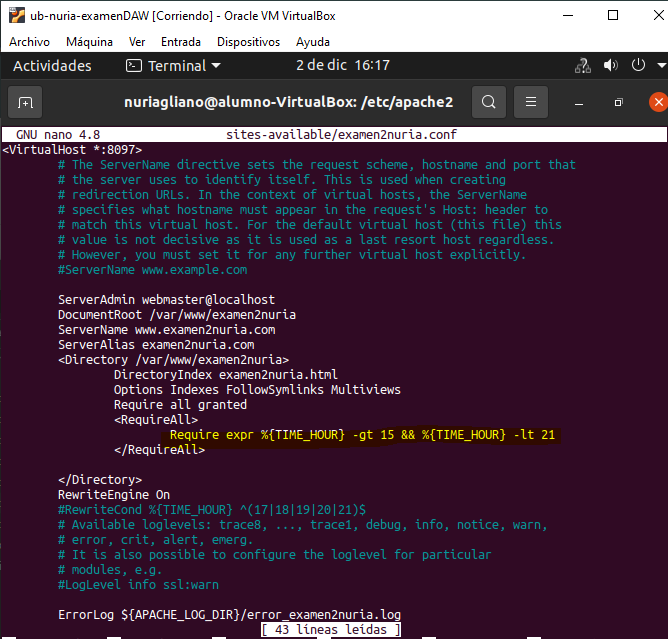 ub-nuria-examenDAW [Corriendo] - Oracle VM VirtualBox
Archivo Máquina Ver Entrada Dispositivos Ayuda
Actividades Terminal 2 de dic 16:17
nuriagliano@alumno-VirtualBox: /etc/apache2
GNU nano 4.8 sites-available/examen2nuria.conf
<VirtualHost *:8097>
# The ServerName directive sets the request scheme, hostname and port that
# the server uses to identify itself. This is used when creating
# redirection URLs. In the context of virtual hosts, the ServerName
# specifies what hostname must appear in the request's Host: header to
# match this virtual host. For the default virtual host (this file) this
# value is not decisive as it is used as a last resort host regardless.
# However, you must set it for any further virtual host explicitly.
#ServerName www.example.com
ServerAdmin webmaster@localhost
DocumentRoot /var/www/examen2nuria
ServerName www.examen2nuria.com
ServerAlias examen2nuria.com
<Directory /var/www/examen2nuria>
DirectoryIndex examen2nuria.html
Options Indexes FollowSymlinks Multiviews
Require all granted
<RequireAll>
Require expr %{TIME_HOUR} -gt 15 && %{TIME_HOUR} -lt 21
</RequireAll>
</Directory>
RewriteEngine On
#RewriteCond %{TIME_HOUR} ^(17|18|19|20|21)$
# Available loglevels: trace8, ..., trace1, debug, info, notice, warn,
# error, crit, alert, emerg.
# It is also possible to configure the loglevel for particular
# modules, e.g.
#LogLevel info ssl:warn
ErrorLog ${APACHE_LOG_DIR}/error_examen2nuria.log
[ 43 líneas leídas ]